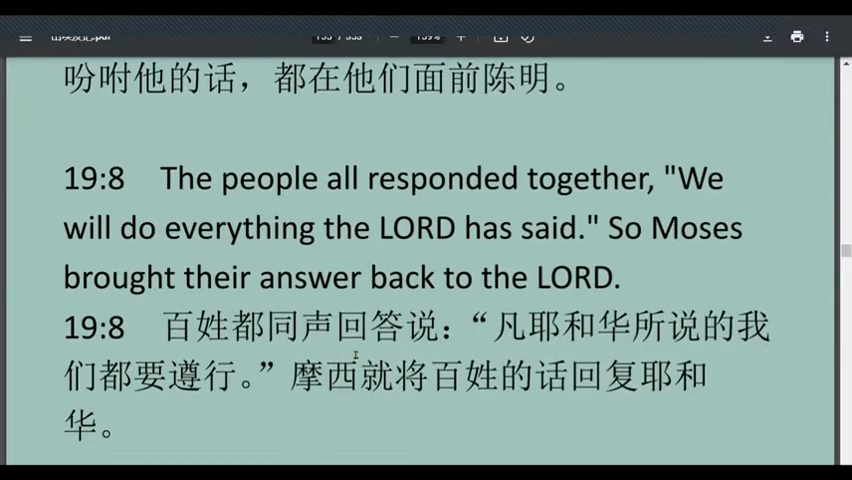 吩咐他的话，都在他们面前陈明。
19:8 The people all responded together, "We
will do everything the LORD has said." So Moses
brought their answer back to the LORD.
19:8 百姓都同声回答说：“凡耶和华所说的我
们都要遵行。”摩西就将百姓的话回复耶和
华。